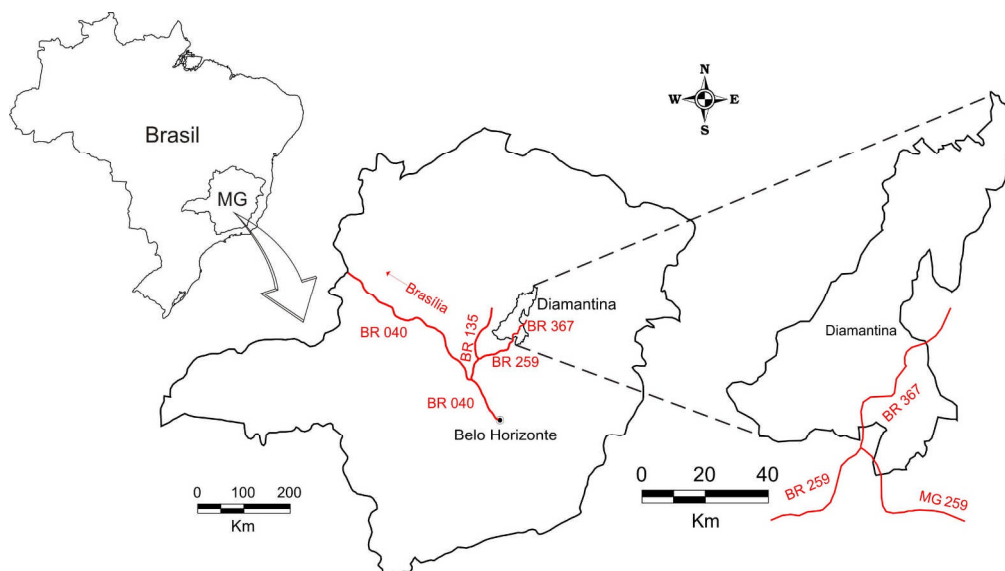 Brasil
MG
N
W E
S
Brasília
BR 040
BR 135
Diamantina
BR 367
BR 259
BR 040
Belo Horizonte
0 100 200
Km
Diamantina
BR 367
BR 259
MG 259
0 20 40
Km